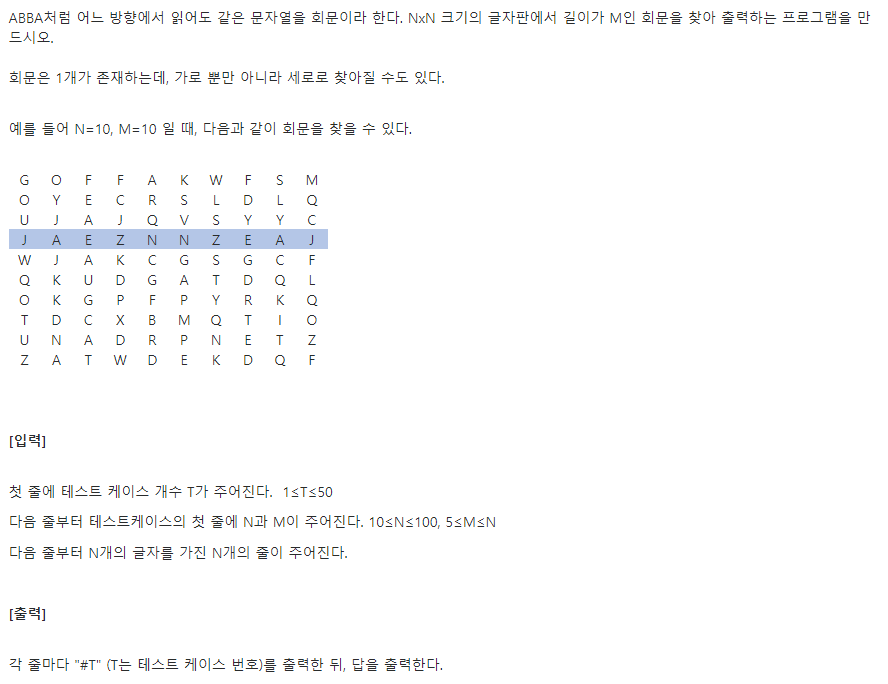 ABBA처럼 어느 방향에서 읽어도 같은 문자열을 회문이라 한다. NxN 크기의 글자판에서 길이가 M인 회문을 찾아 출력하는 프로그램을 만
드시오.
회문은 1개가 존재하는데, 가로 뿐만 아니라 세로로 찾아질 수도 있다.
예를 들어 N=10, M=10 일 때, 다음과 같이 회문을 찾을 수 있다.
G O F F A K W F S M
O Y E C R S L D L Q
U J A J Q V S Y Y C
J A E Z N N Z E A J
W J A K C G S G C F
Q K U D G A T D Q L
O K G P F P Y R K Q
T D C X B M Q T I O
U N A D R P N E T Z
Z A T W D E K D Q F
[입력]
첫 줄에 테스트 케이스 개수 T가 주어진다. 1≤T≤50
다음 줄부터 테스트케이스의 첫 줄에 N과 M이 주어진다. 10≤N≤100, 5≤M≤N
다음 줄부터 N개의 글자를 가진 N개의 줄이 주어진다.
[출력]
각 줄마다 "#T" (T는 테스트 케이스 번호)를 출력한 뒤, 답을 출력한다.